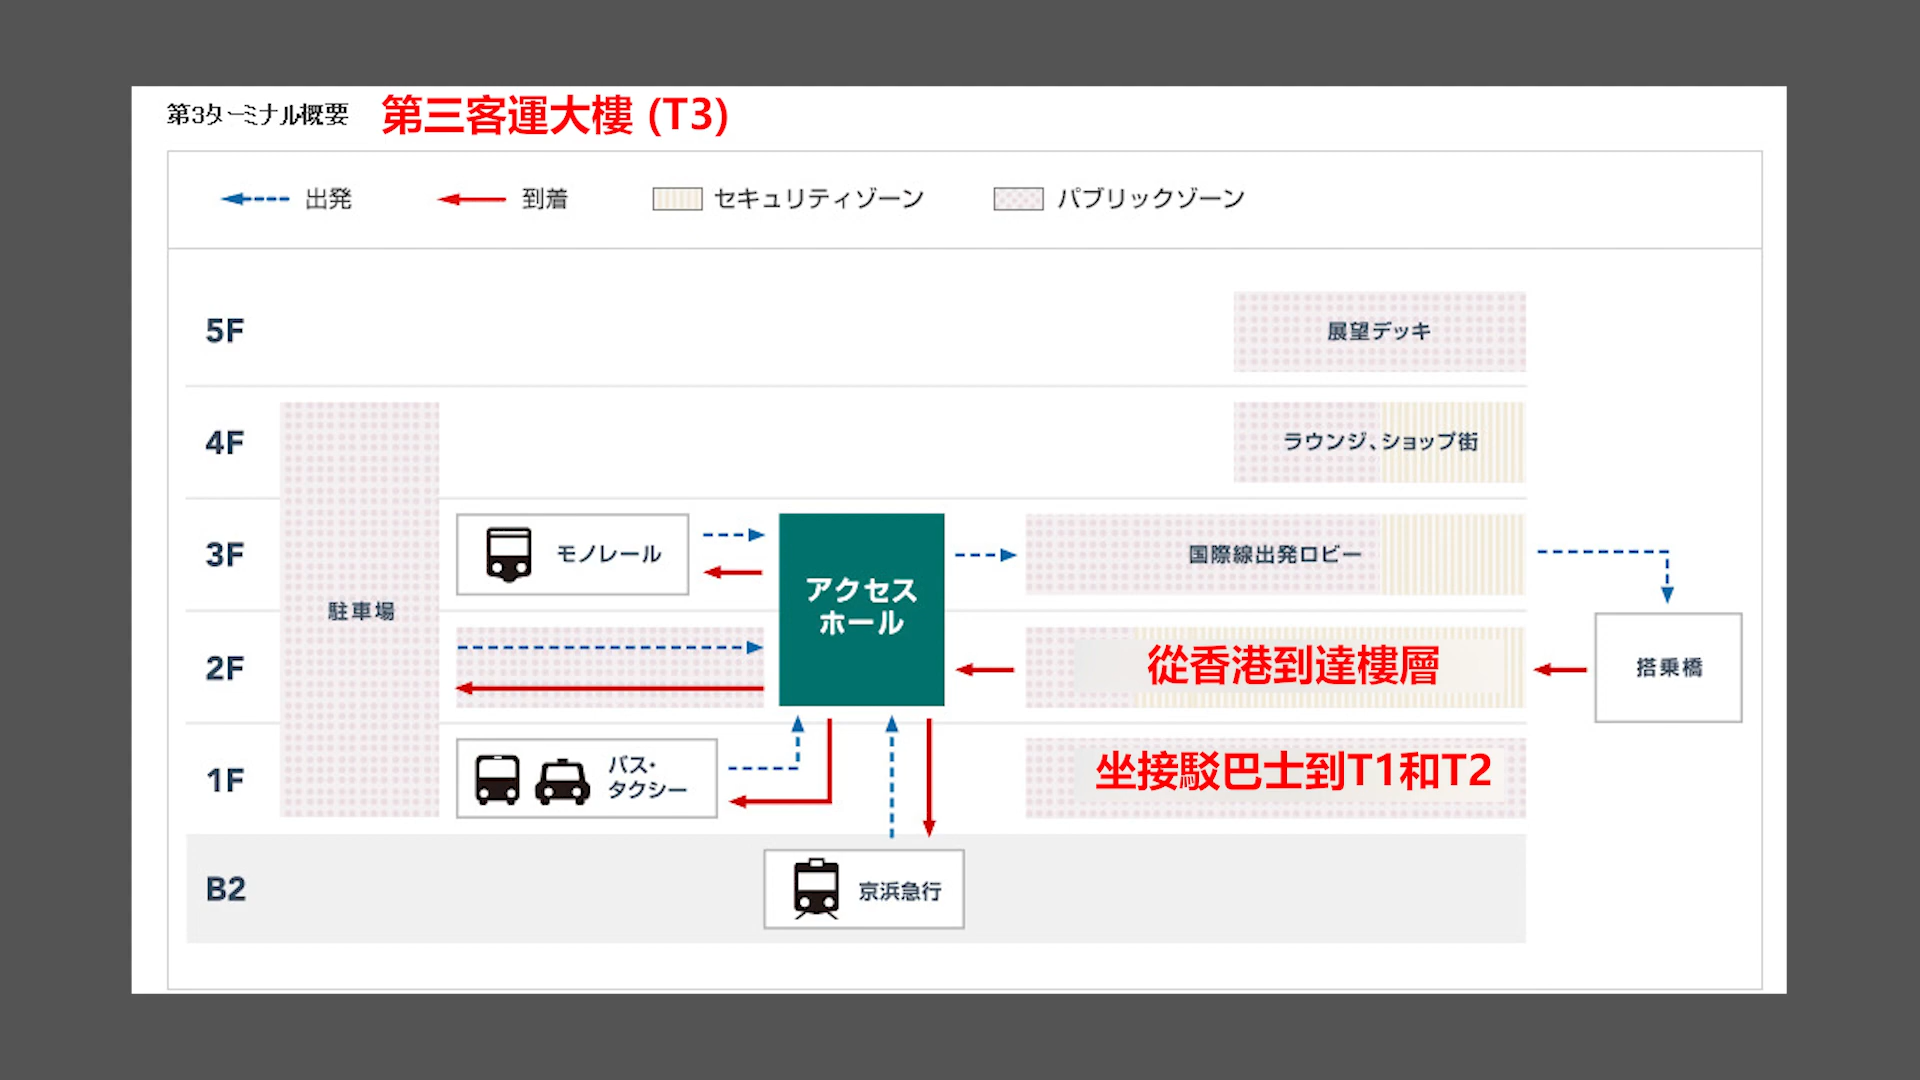 第3ターミナル概要 第三客運大樓 (T3)
出発 到着 セキュリティゾーン パブリックゾーン
5F 展望デッキ
4F ラウンジ、ショップ街
3F モノレール 国際線出発ロビー
アクセス
ホール
駐車場
2F 從香港到達樓層 搭乗橋
1F バス・
タクシー
坐接駁巴士到T1和T2
B2 京浜急行